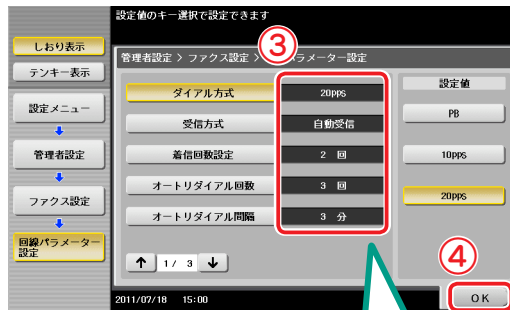 設定値のキー選択で設定できます
しおり表示
テンキー表示
設定メニュー
管理者設定
ファクス設定
回線パラメーター
設定
管理者設定 > ファクス設定 >
パラメーター設定
③
ダイアル方式 20pps
受信方式 自動受信
着信回数設定 2 回
オートリダイアル回数 3 回
オートリダイアル間隔 3 分
↑ 1/ 3 ↓
設定値
PB
10pps
20pps
④
2011/07/18 15:00
OK